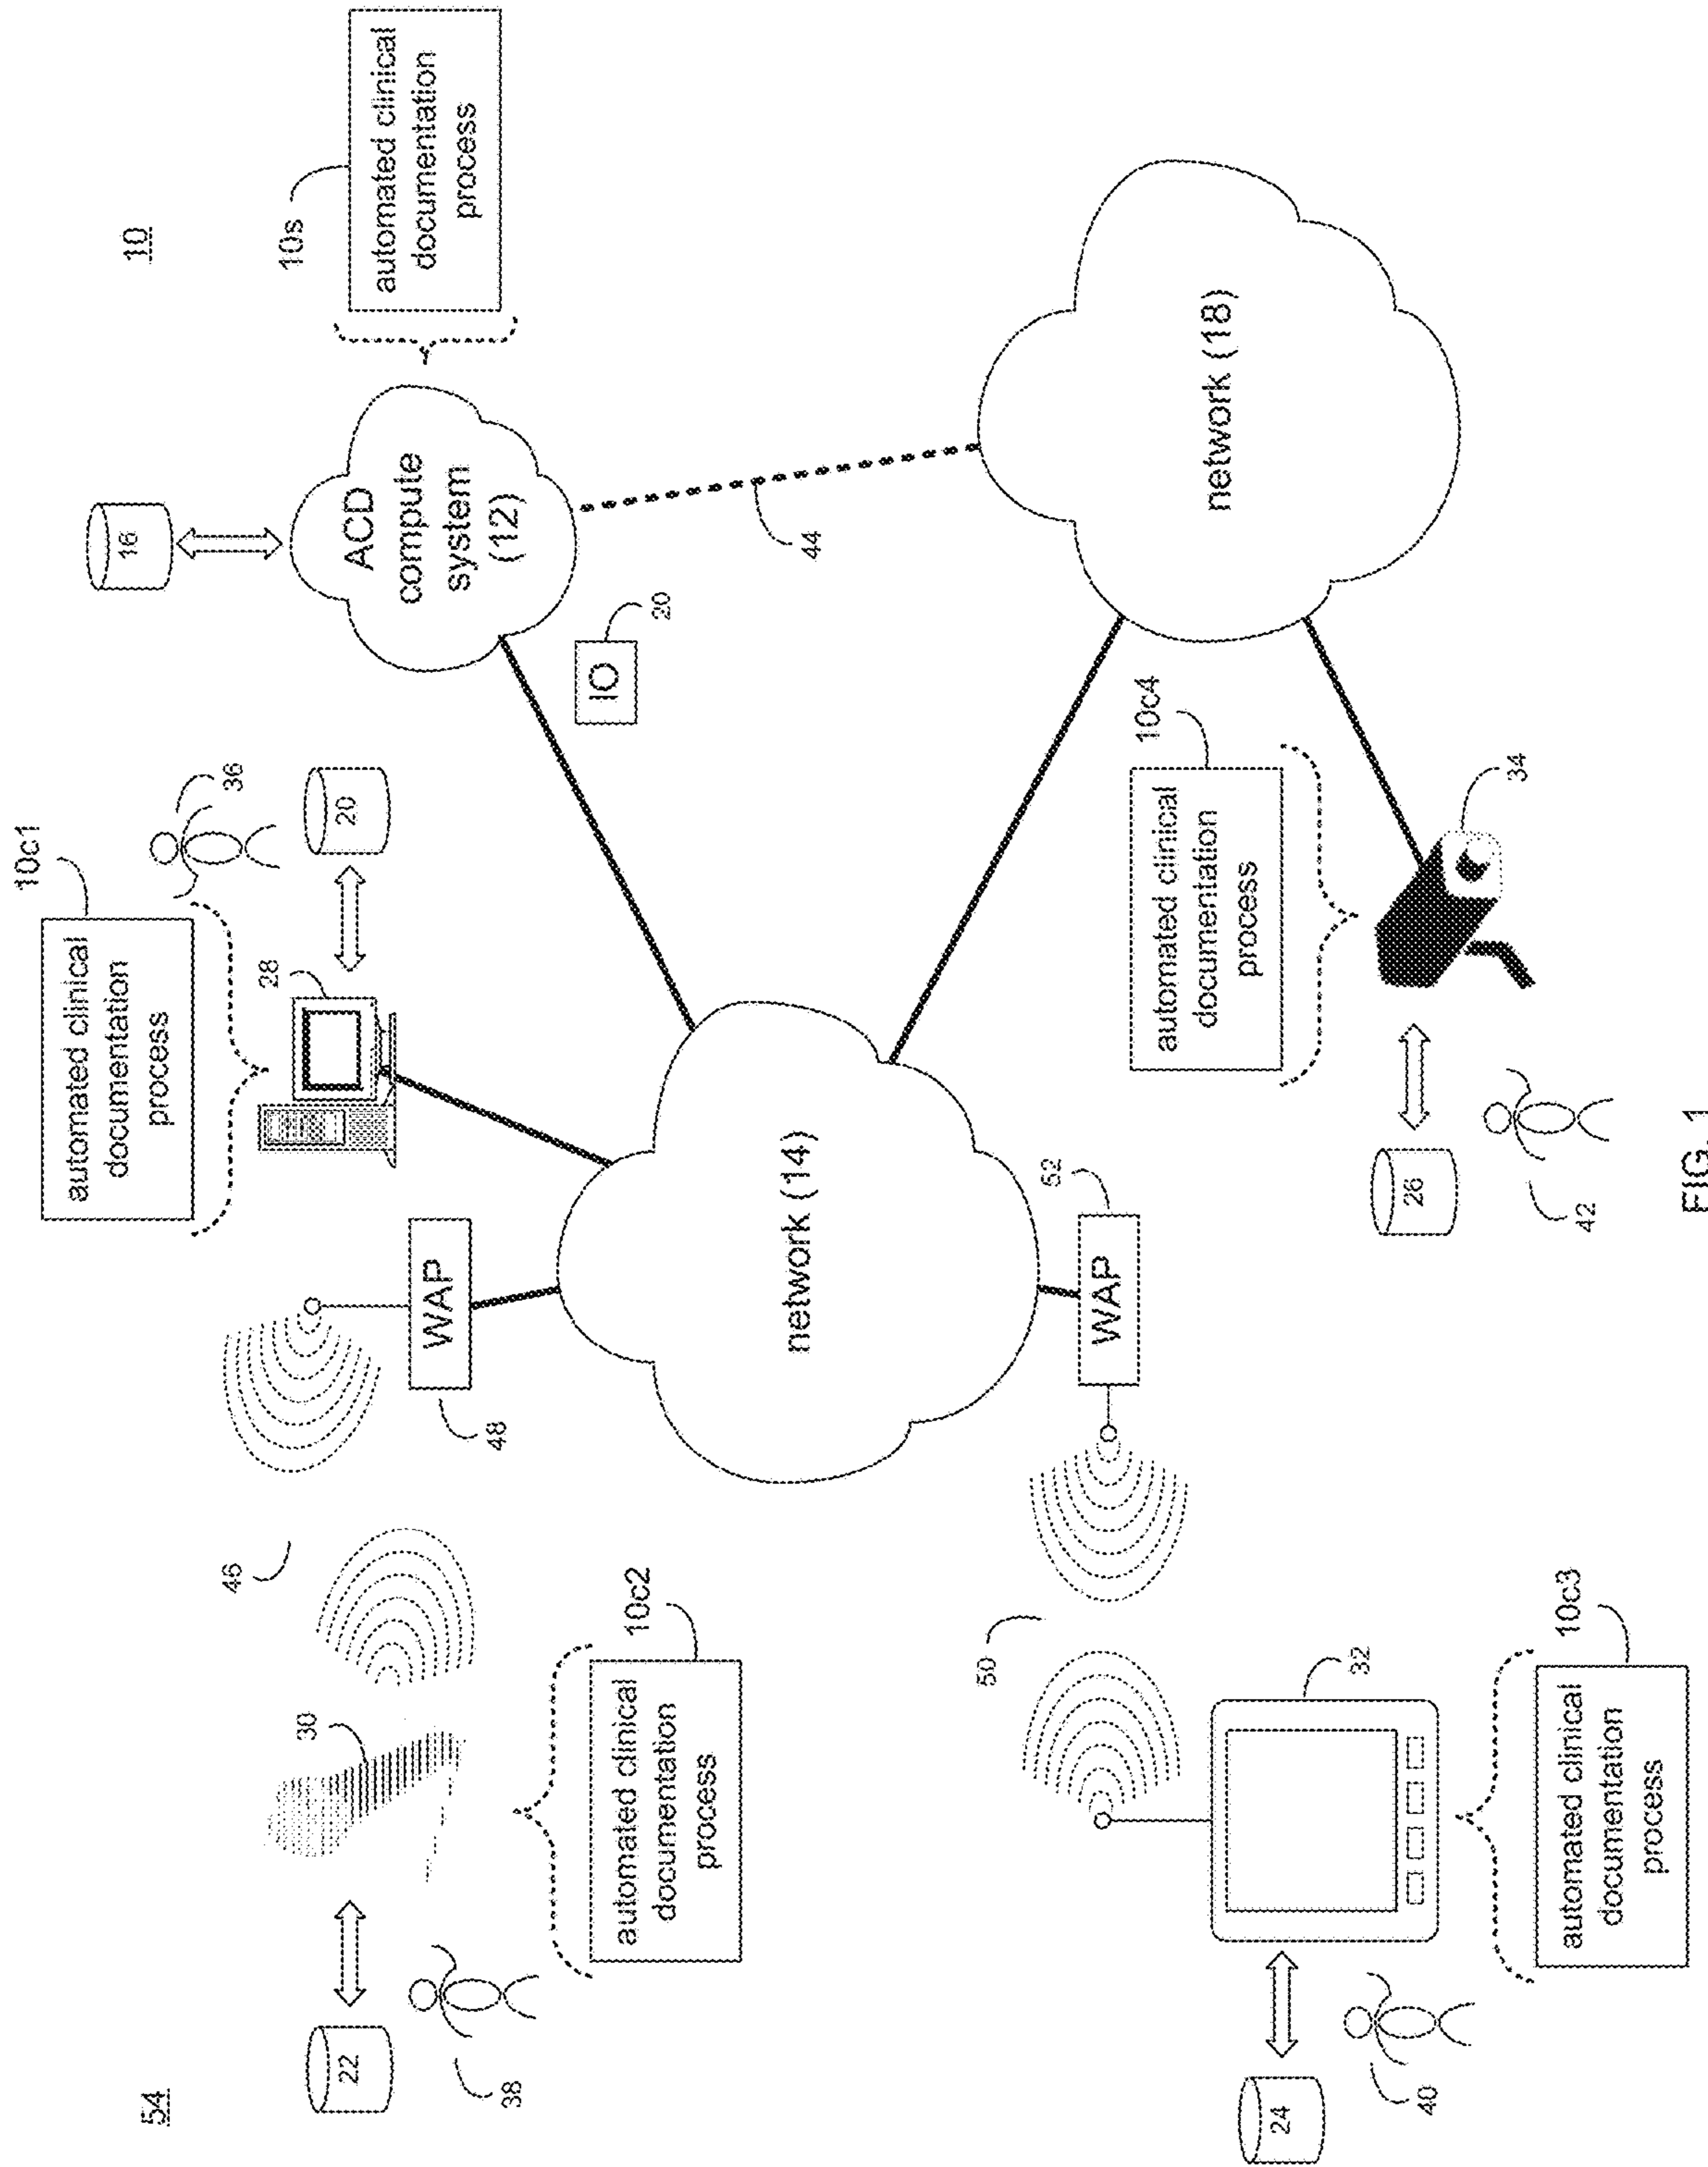 10c1
automated clinical
documentation
process
54
10
16
36
46
28
10s
30
22
20
automated clinical
documentation
process
ACD
compute
system
(12)
WAP
48
38
10c2
automated clinical
documentation
process
IO
20
44
network (14)
50
52
WAP
10c4
automated clinical
documentation
process
network (18)
24
32
26
34
40
42
10c3
automated clinical
documentation
process
FIG. 1